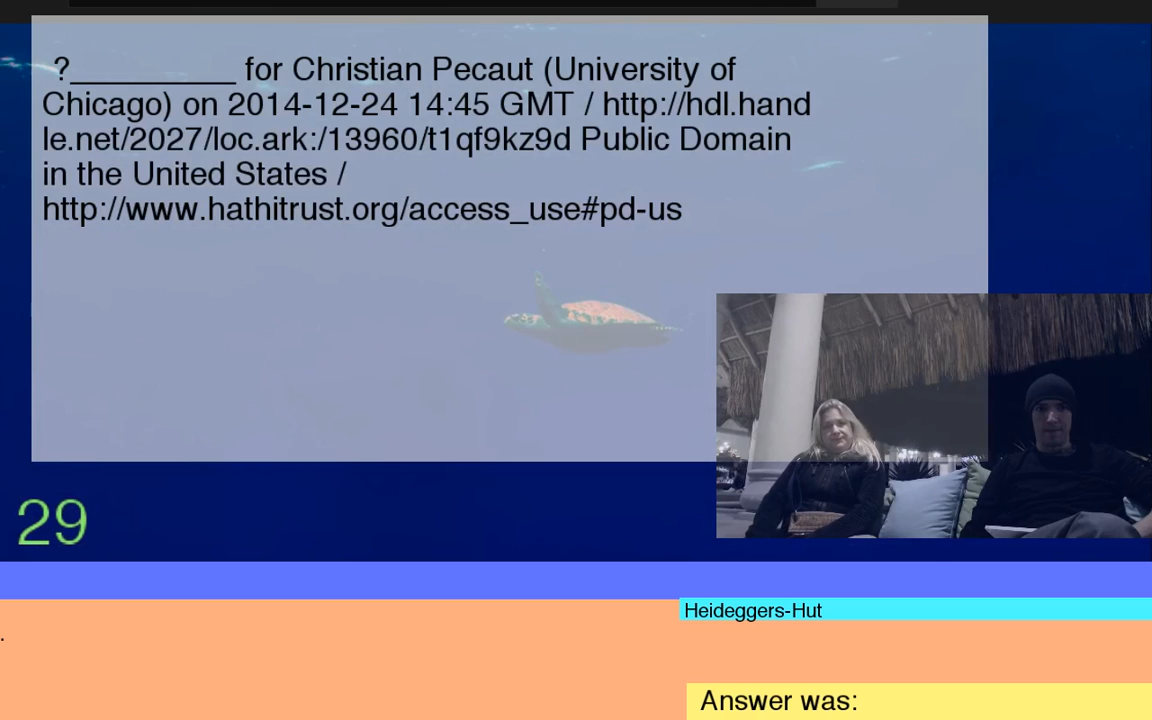 ?__________ for Christian Pecaut (University of
Chicago) on 2014-12-24 14:45 GMT / http://hdl.hand
le.net/2027/loc.ark:/13960/t1qf9kz9d Public Domain
in the United States /
http://www.hathitrust.org/access_use#pd-us
29
Heideggers-Hut
.
Answer was: